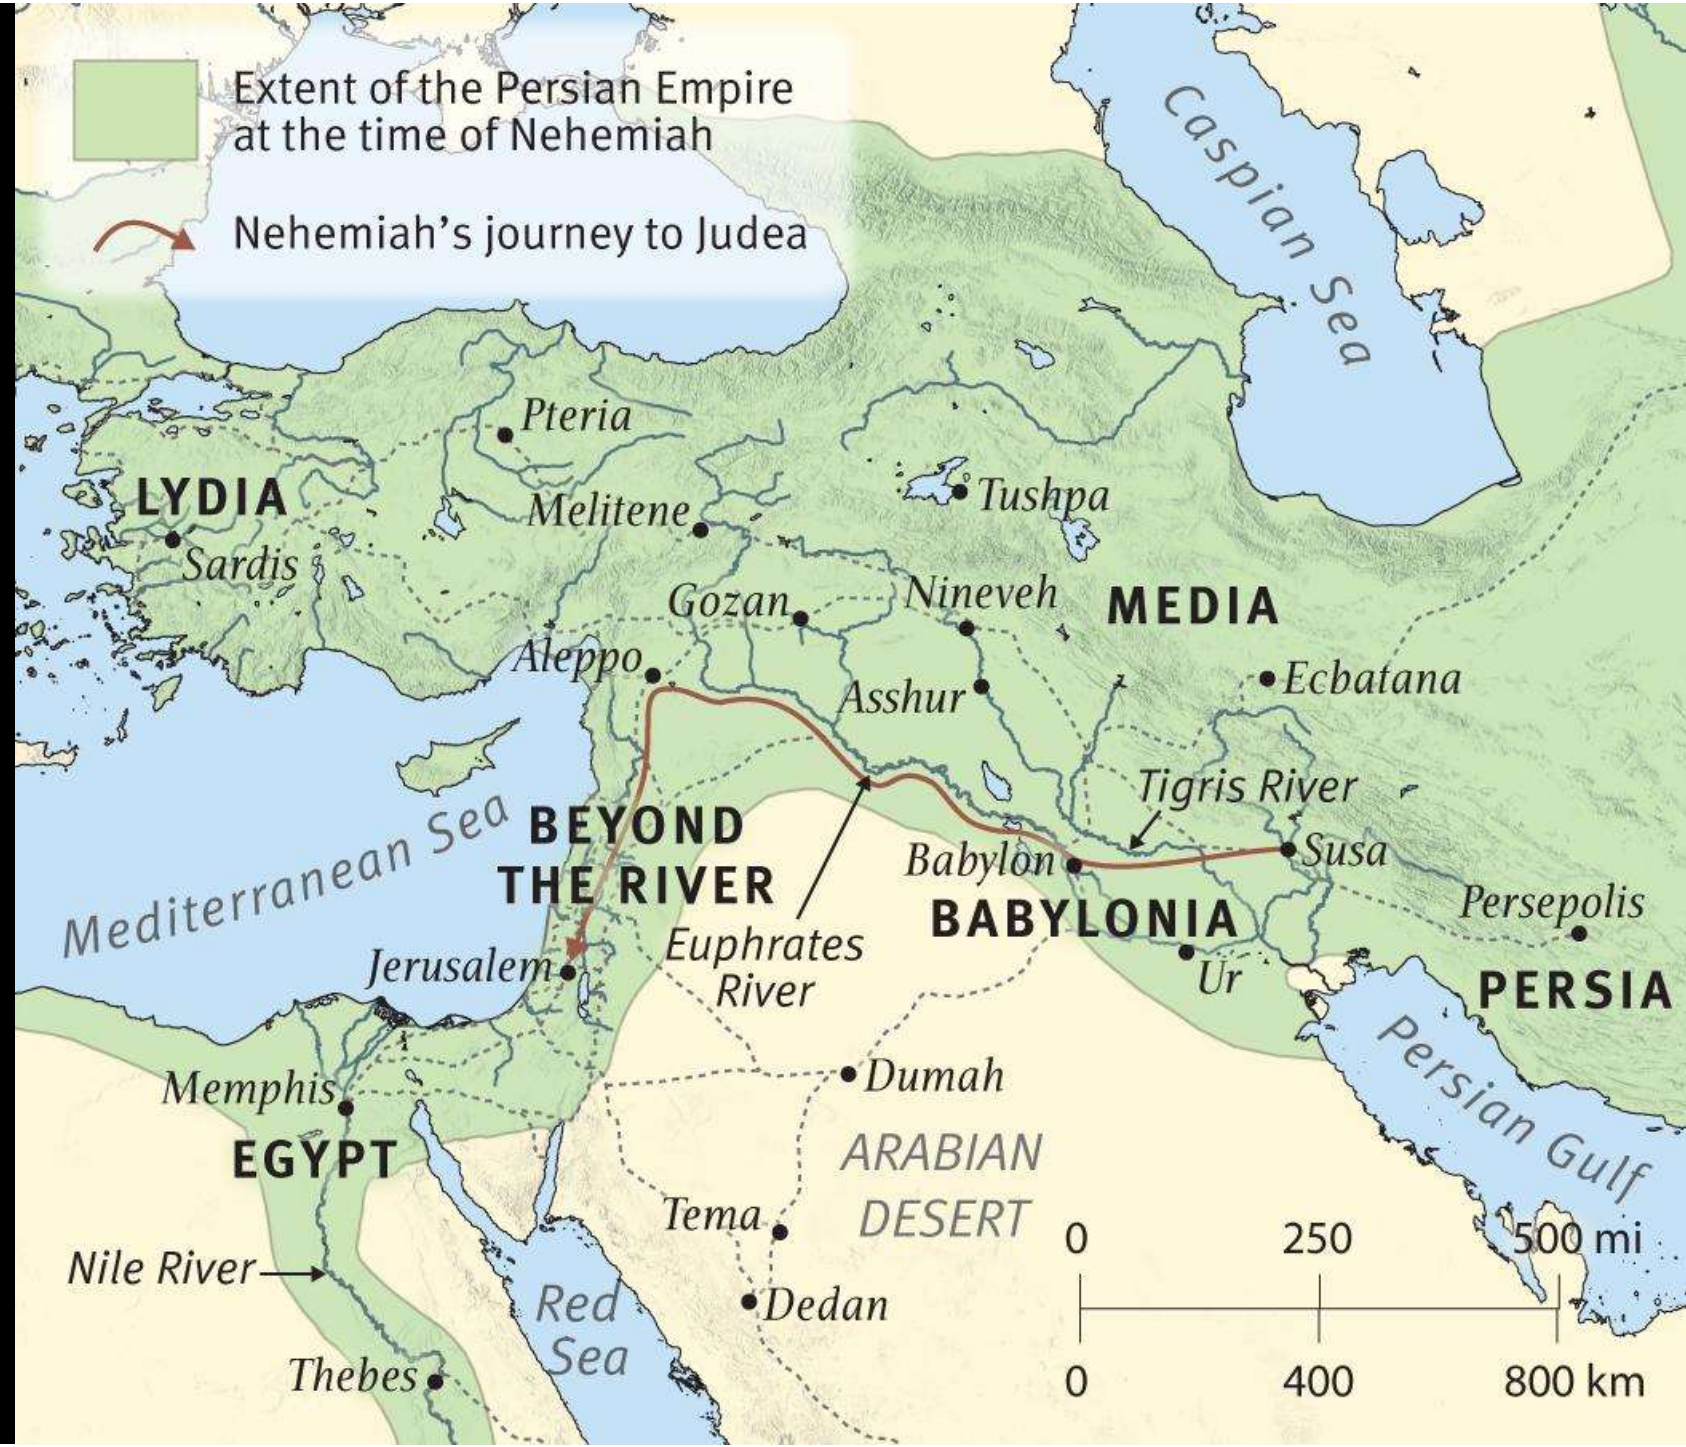 Extent of the Persian Empire
at the time of Nehemiah
Nehemiah's journey to Judea
Caspian Sea
Pteria
LYDIA
Melitene
Tushpa
Sardis
Gozan
Nineveh
MEDIA
Aleppo
Asshur
Ecbatana
Tigris River
Mediterranean Sea
BEYOND
THE RIVER
Babylon
Susa
BABYLONIA
Persepolis
Euphrates
River
Jerusalem
Ur
PERSIA
Persian Gulf
Memphis
Dumah
EGYPT
ARABIAN
DESERT
Tema
0 250 500 mi
Nile River
Red
Sea
Dedan
Thebes
0 400 800 km